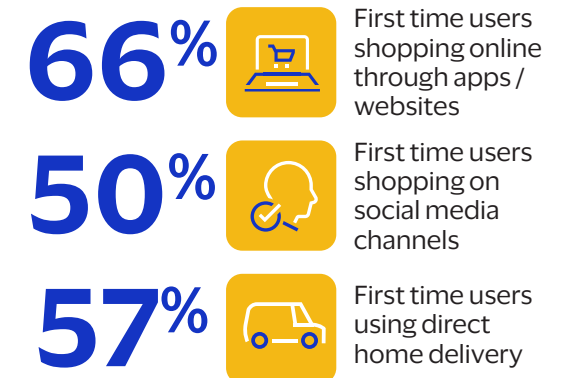 66%
First time users
shopping online
through apps /
websites
50%
First time users
shopping on
social media
channels
57%
First time users
using direct
home delivery